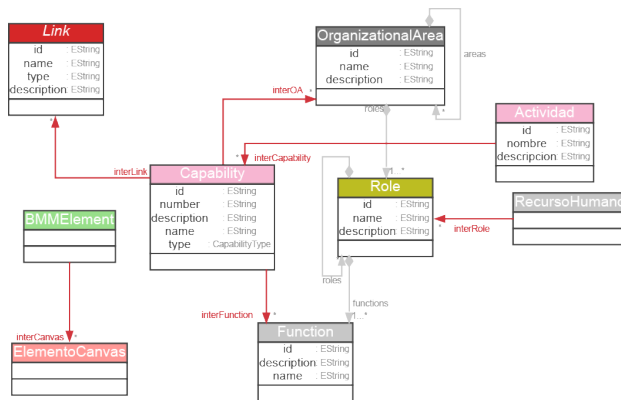 Link
id : EString
name : EString
type : EString
description : EString
OrganizationalArea
id : EString
name : EString
description : EString
areas
interOA *
roles
*
Actividad
id : EString
nombre : EString
descripcion : EString
* interCapability
interLink
*
Capability
id : EString
number : EString
description : EString
name : EString
type : CapabilityType
1..*
Role
id : EString
name : EString
description : EString
RecursoHumano
*
interRole
BMMElement
roles
*
functions
1...*
interFunction *
interCanvas *
ElementoCanvas
Function
id : EString
description : EString
name : EString